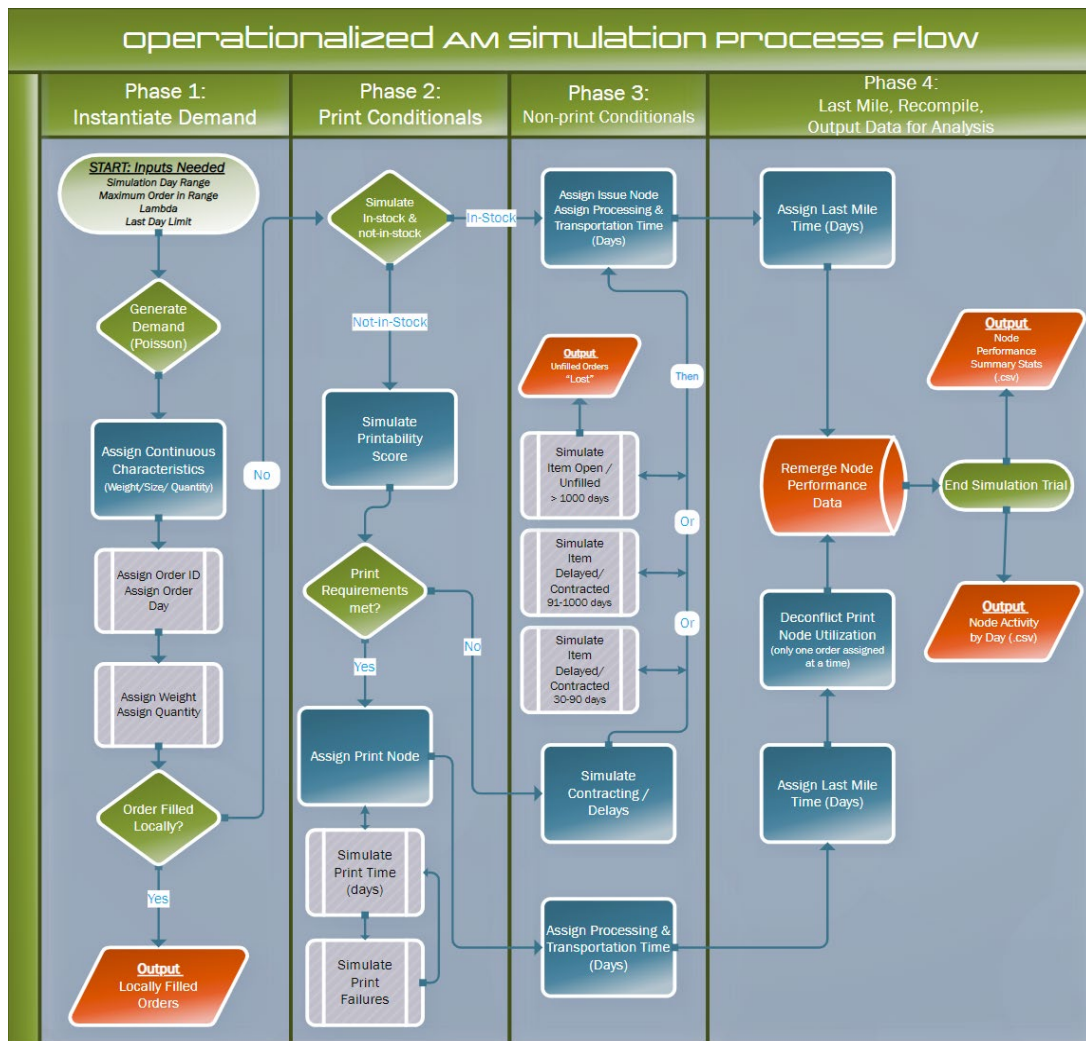 operationalized AM simulation process flow
Phase 1:
Instantiate Demand
Phase 2:
Print Conditionals
Phase 3:
Non-print Conditionals
Phase 4:
Last Mile, Recompile,
Output Data for Analysis
START: Inputs Needed
Simulation Day Range
Maximum Order in Range
Lambda
Last Day Limit
Generate
Demand
(Poisson)
Assign Continuous
Characteristics
(Weight/Size/ Quantity)
Assign Order ID
Assign Order
Day
Assign Weight
Assign Quantity
Order Filled
Locally?
No
Yes
Output
Locally Filled
Orders
Simulate
In-stock &
not-in-stock
In-Stock
Not-in-Stock
Simulate
Printability
Score
Print
Requirements
met?
No
Yes
Assign Print Node
Simulate
Print Time
(days)
Simulate
Print
Failures
Assign Issue Node
Assign Processing &
Transportation Time
(Days)
Output
Unfilled Orders
"Lost"
Then
Simulate
Item Open /
Unfilled
> 1000 days
Or
Simulate
Item
Delayed/
Contracted
91-1000 days
Or
Simulate
Item
Delayed/
Contracted
30-90 days
Simulate
Contracting /
Delays
Assign Processing &
Transportation Time
(Days)
Assign Last Mile
Time (Days)
Remerge Node
Performance
Data
Deconflict Print
Node Utilization
(only one order assigned
at a time)
Assign Last Mile
Time (Days)
Output
Node
Performance
Summary Stats
(.csv)
End Simulation Trial
Output
Node Activity
by Day (.csv)